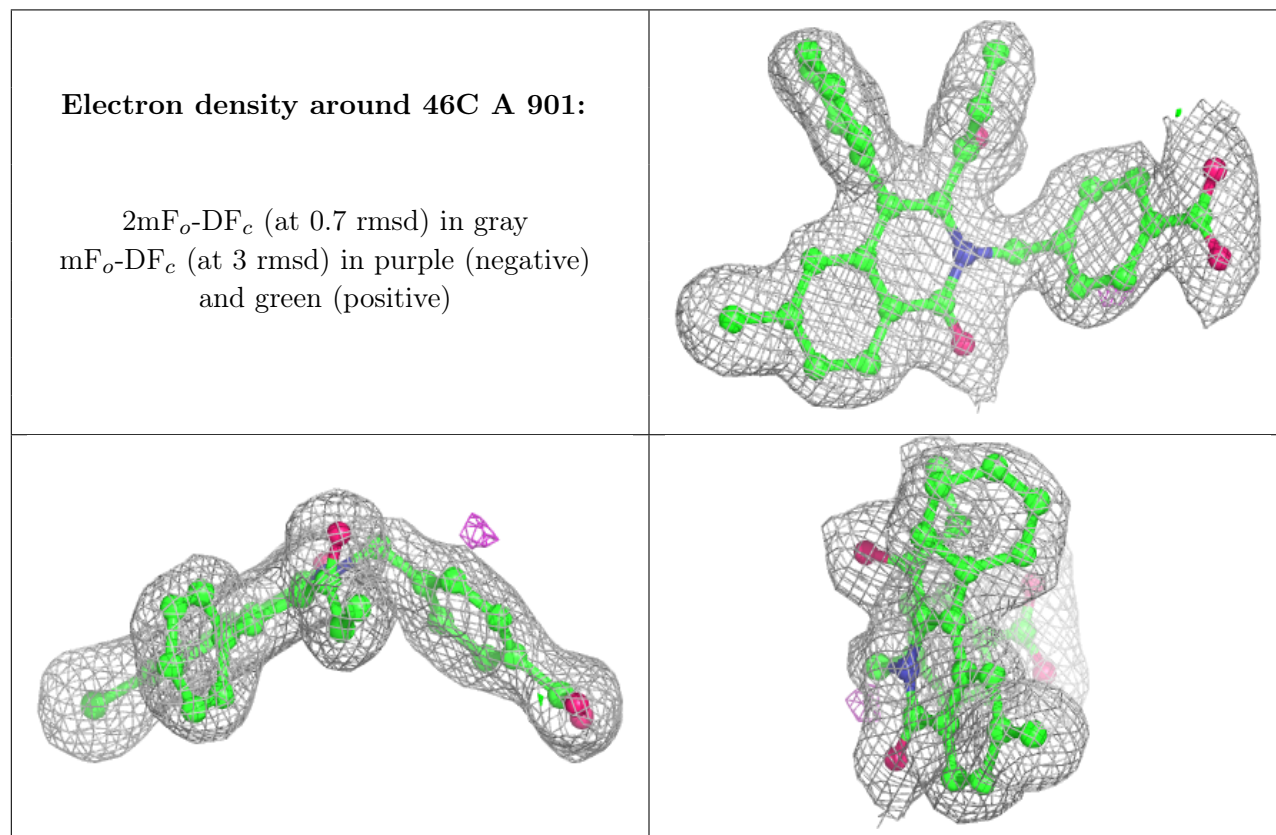 Electron density around 46C A 901:
2mFo-DFc (at 0.7 rmsd) in gray
mFo-DFc (at 3 rmsd) in purple (negative)
and green (positive)